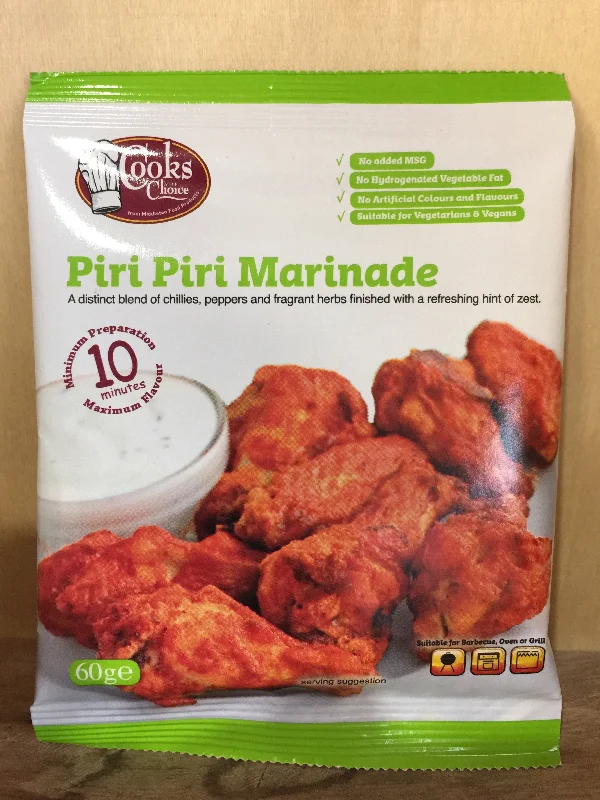 Cooks
Choice
from Middleton Food Products
√ No added MSG
√ No Hydrogenated Vegetable Fat
√ No Artificial Colours and Flavours
√ Suitable for Vegetarians & Vegans
Piri Piri Marinade
A distinct blend of chillies, peppers and fragrant herbs finished with a refreshing hint of zest.
Minimum Preparation
10
minutes
Maximum Flavour
Suitable for Barbecue, Oven or Grill
60g℮
serving suggestion